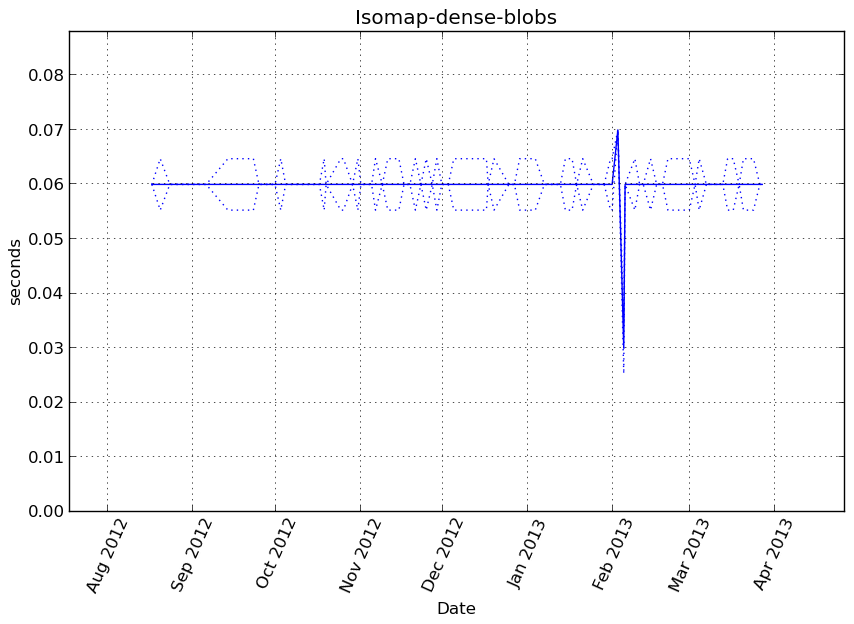 Isomap-dense-blobs
0.08
0.07
0.06
0.05
0.04
0.03
0.02
0.01
0.00
seconds
Aug 2012
Sep 2012
Oct 2012
Nov 2012
Dec 2012
Jan 2013
Feb 2013
Mar 2013
Apr 2013
Date